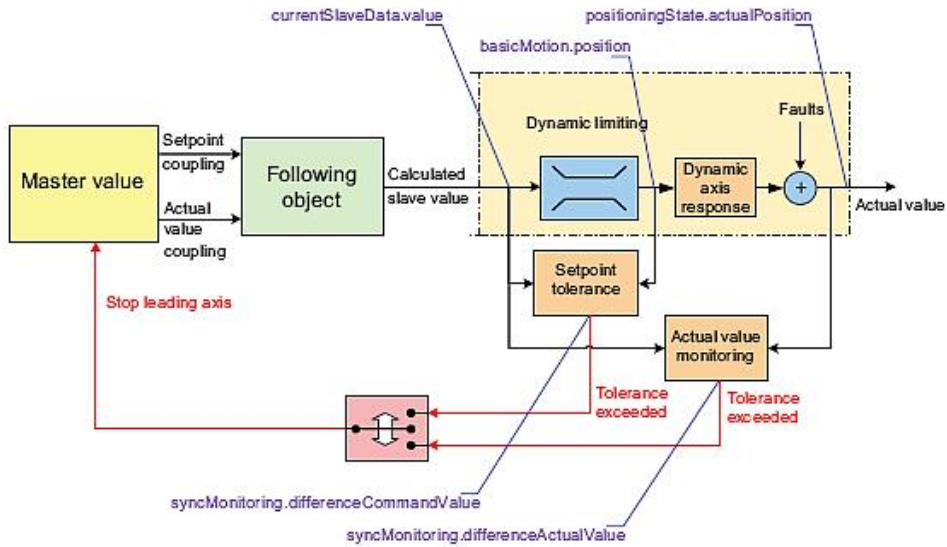 currentSlaveData.value
positioningState.actualPosition
basicMotion.position
Dynamic limiting
Faults
Master value
Setpoint
coupling
Actual
value
coupling
Following
object
Calculated
slave value
Dynamic
axis
response
+
Actual value
Setpoint
tolerance
Stop leading axis
Actual value
monitoring
Tolerance
exceeded
Tolerance
exceeded
syncMonitoring.differenceCommandValue
syncMonitoring.differenceActualValue